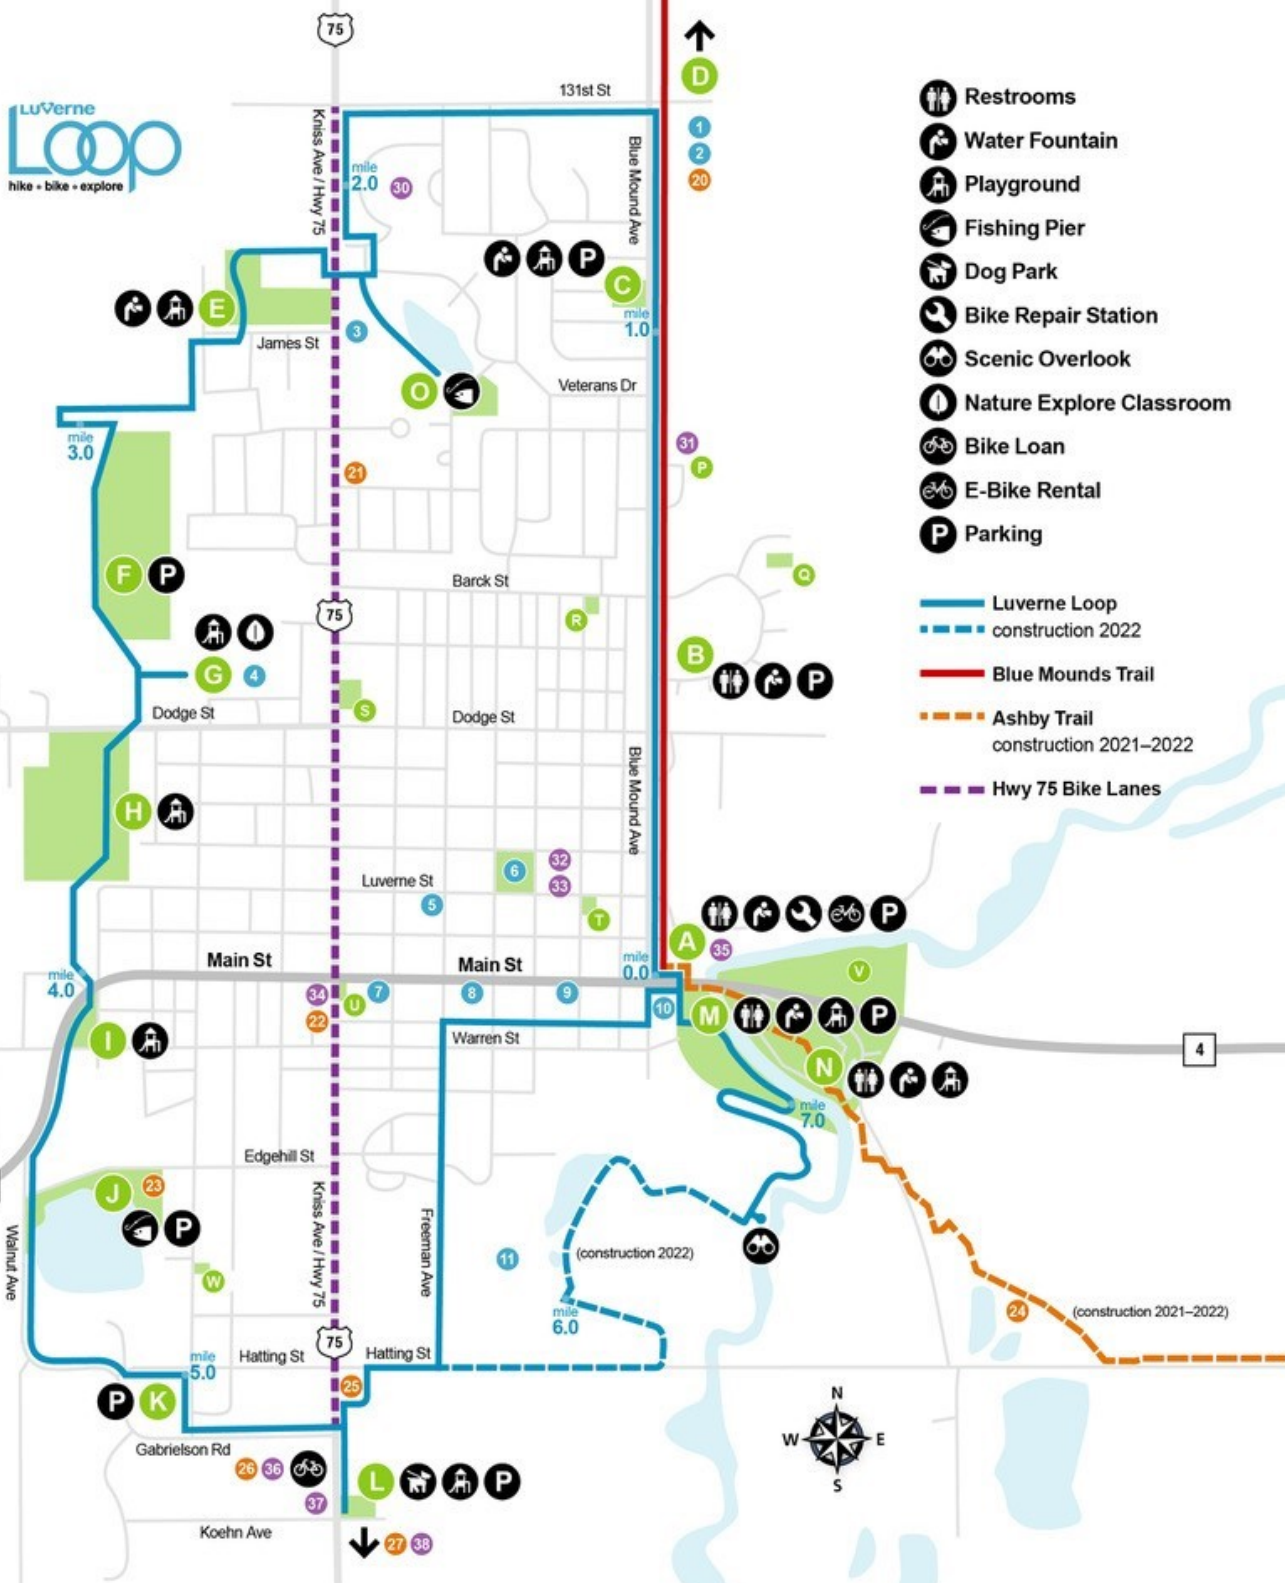 75
D
131st St
LUVerne
Loop
hike • bike • explore
Kniss Ave / Hwy 75
Blue Mound Ave
1
2
20
mile
2.0
30
P
C
mile
1.0
E
James St
3
O
Veterans Dr
mile
3.0
31
P
21
F
P
Barck St
75
Q
R
B
P
G
4
S
Dodge St
Dodge St
Blue Mound Ave
H
Luverne St
6
32
33
5
T
P
A
35
Main St
Main St
mile
0.0
V
mile
4.0
34
U
7
8
9
10
M
P
22
I
Warren St
N
4
mile
7.0
Edgehill St
J
23
P
Walnut Ave
Kniss Ave / Hwy 75
Freeman Ave
W
11
(construction 2022)
mile
6.0
24
(construction 2021–2022)
75
Hatting St
Hatting St
mile
5.0
25
P
K
Gabrielson Rd
26
36
37
L
P
Koehn Ave
27
38
N
W
E
S
Restrooms
Water Fountain
Playground
Fishing Pier
Dog Park
Bike Repair Station
Scenic Overlook
Nature Explore Classroom
Bike Loan
E-Bike Rental
P Parking
Luverne Loop
construction 2022
Blue Mounds Trail
Ashby Trail
construction 2021–2022
Hwy 75 Bike Lanes